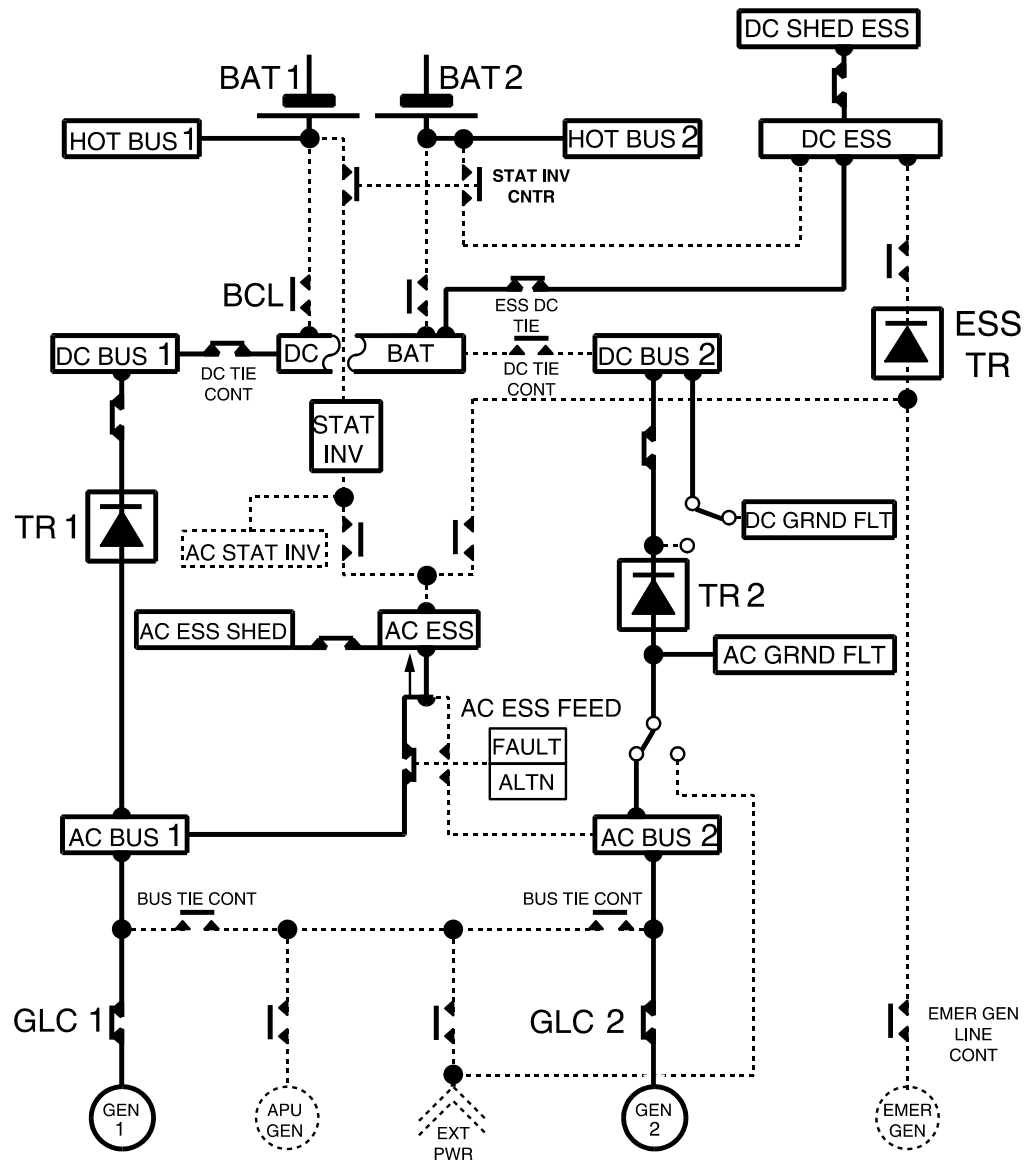 DC SHED ESS
BAT 1
BAT 2
HOT BUS 1
HOT BUS 2
DC ESS
STAT INV
CNTR
BCL
ESS DC
TIE
ESS
TR
DC BUS 1
DC TIE
CONT
DC
BAT
DC TIE
CONT
DC BUS 2
STAT
INV
TR 1
AC STAT INV
DC GRND FLT
TR 2
AC ESS SHED
AC ESS
AC GRND FLT
AC ESS FEED
FAULT
ALTN
AC BUS 1
AC BUS 2
BUS TIE CONT
BUS TIE CONT
GLC 1
GLC 2
EMER GEN
LINE
CONT
GEN
1
APU
GEN
EXT
PWR
GEN
2
EMER
GEN